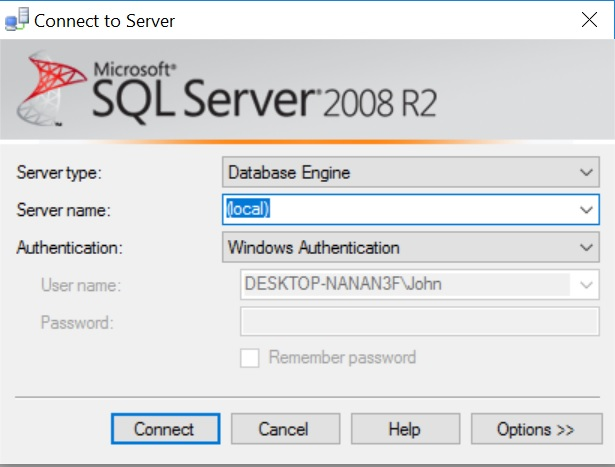 Connect to Server
Microsoft®
SQL Server® 2008 R2
Server type: Database Engine
Server name: (local)
Authentication: Windows Authentication
User name: DESKTOP-NANAN3F\John
Password:
Remember password
Connect Cancel Help Options >>